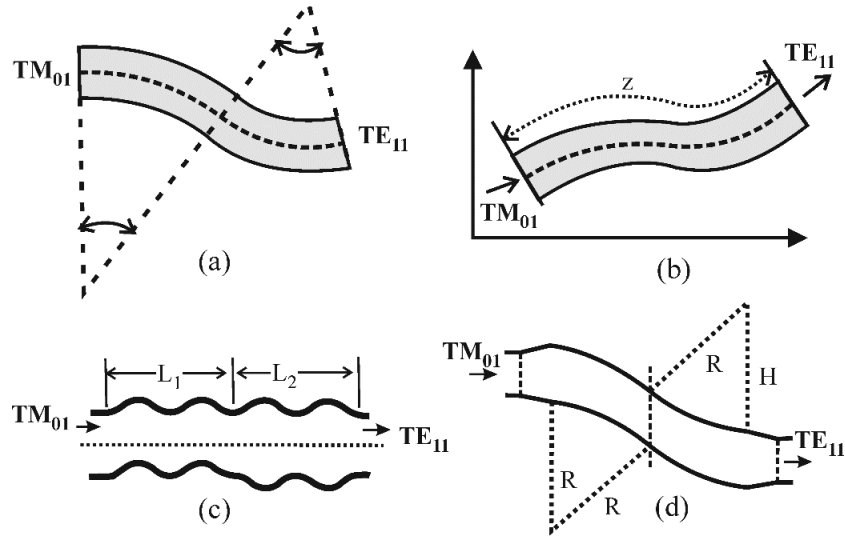 TM01
TE11
(a)
TE11
z
TM01
(b)
L1 L2
TM01
TE11
(c)
TM01
R H
TE11
R R
(d)